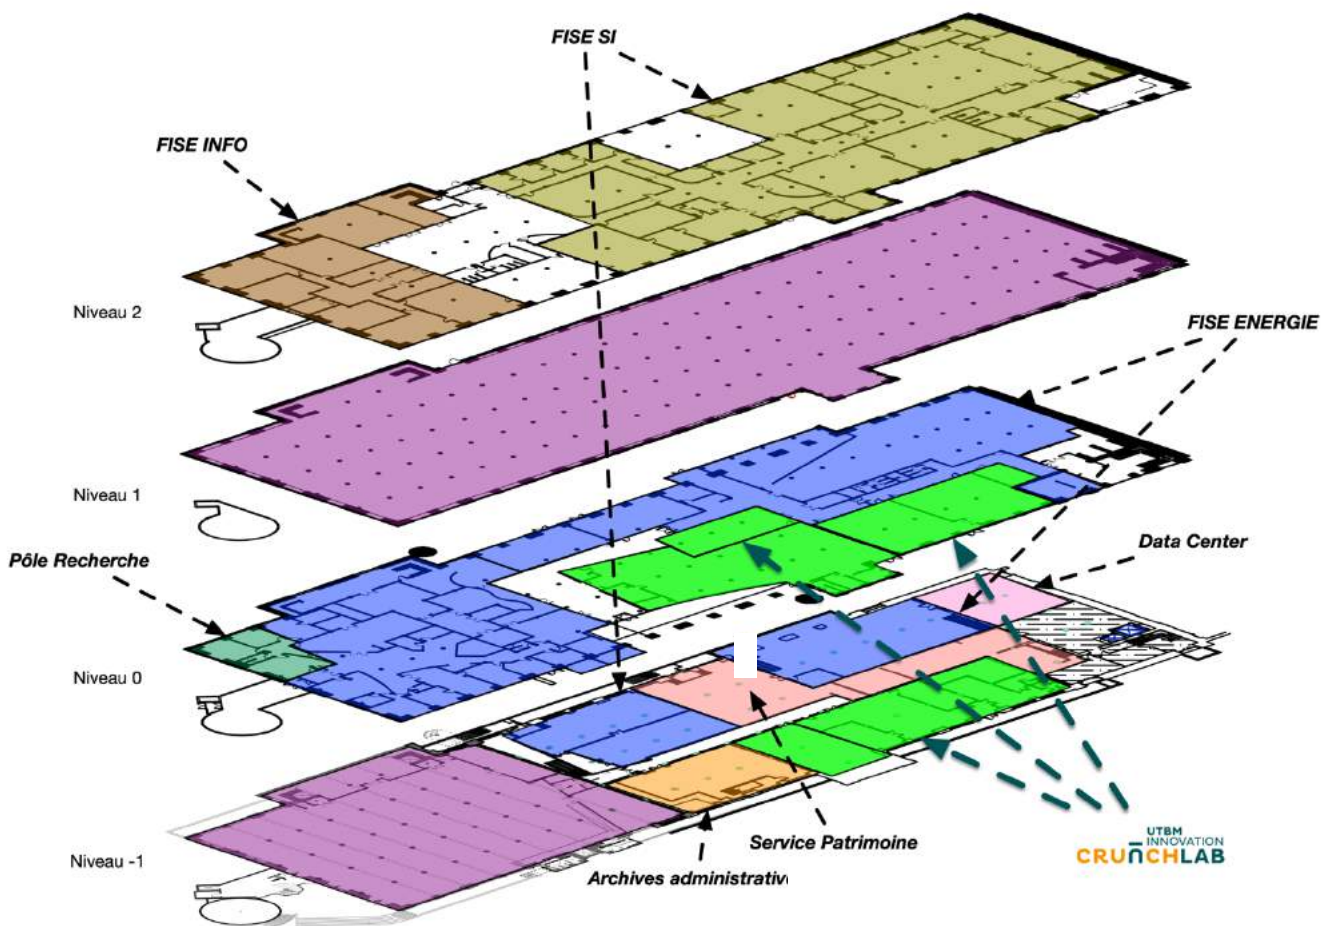 FISE SI
FISE INFO
Niveau 2
FISE ENERGIE
Niveau 1
Pôle Recherche
Data Center
Niveau 0
Service Patrimoine
UTBM
INNOVATION
CRUNCHLAB
Niveau -1
Archives administrativ